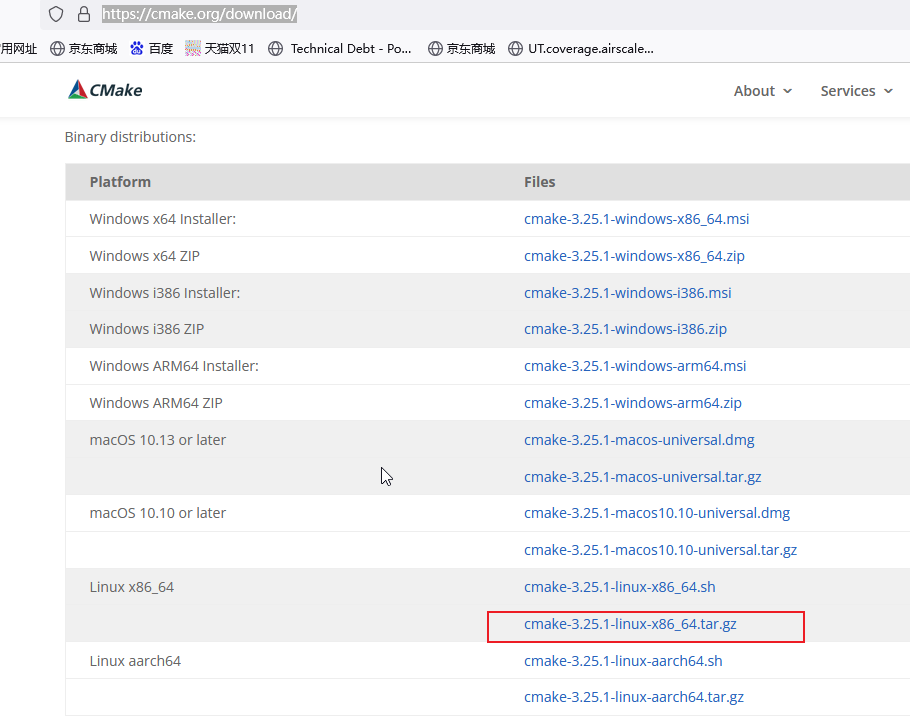 https://cmake.org/download/
用网址 京东商城 百度 天猫双11 Technical Debt - Po... 京东商城 UT.coverage.airscale...
CMake About Services
Binary distributions:
Platform Files
Windows x64 Installer: cmake-3.25.1-windows-x86_64.msi
Windows x64 ZIP cmake-3.25.1-windows-x86_64.zip
Windows i386 Installer: cmake-3.25.1-windows-i386.msi
Windows i386 ZIP cmake-3.25.1-windows-i386.zip
Windows ARM64 Installer: cmake-3.25.1-windows-arm64.msi
Windows ARM64 ZIP cmake-3.25.1-windows-arm64.zip
macOS 10.13 or later cmake-3.25.1-macos-universal.dmg
cmake-3.25.1-macos-universal.tar.gz
macOS 10.10 or later cmake-3.25.1-macos10.10-universal.dmg
cmake-3.25.1-macos10.10-universal.tar.gz
Linux x86_64 cmake-3.25.1-linux-x86_64.sh
cmake-3.25.1-linux-x86_64.tar.gz
Linux aarch64 cmake-3.25.1-linux-aarch64.sh
cmake-3.25.1-linux-aarch64.tar.gz